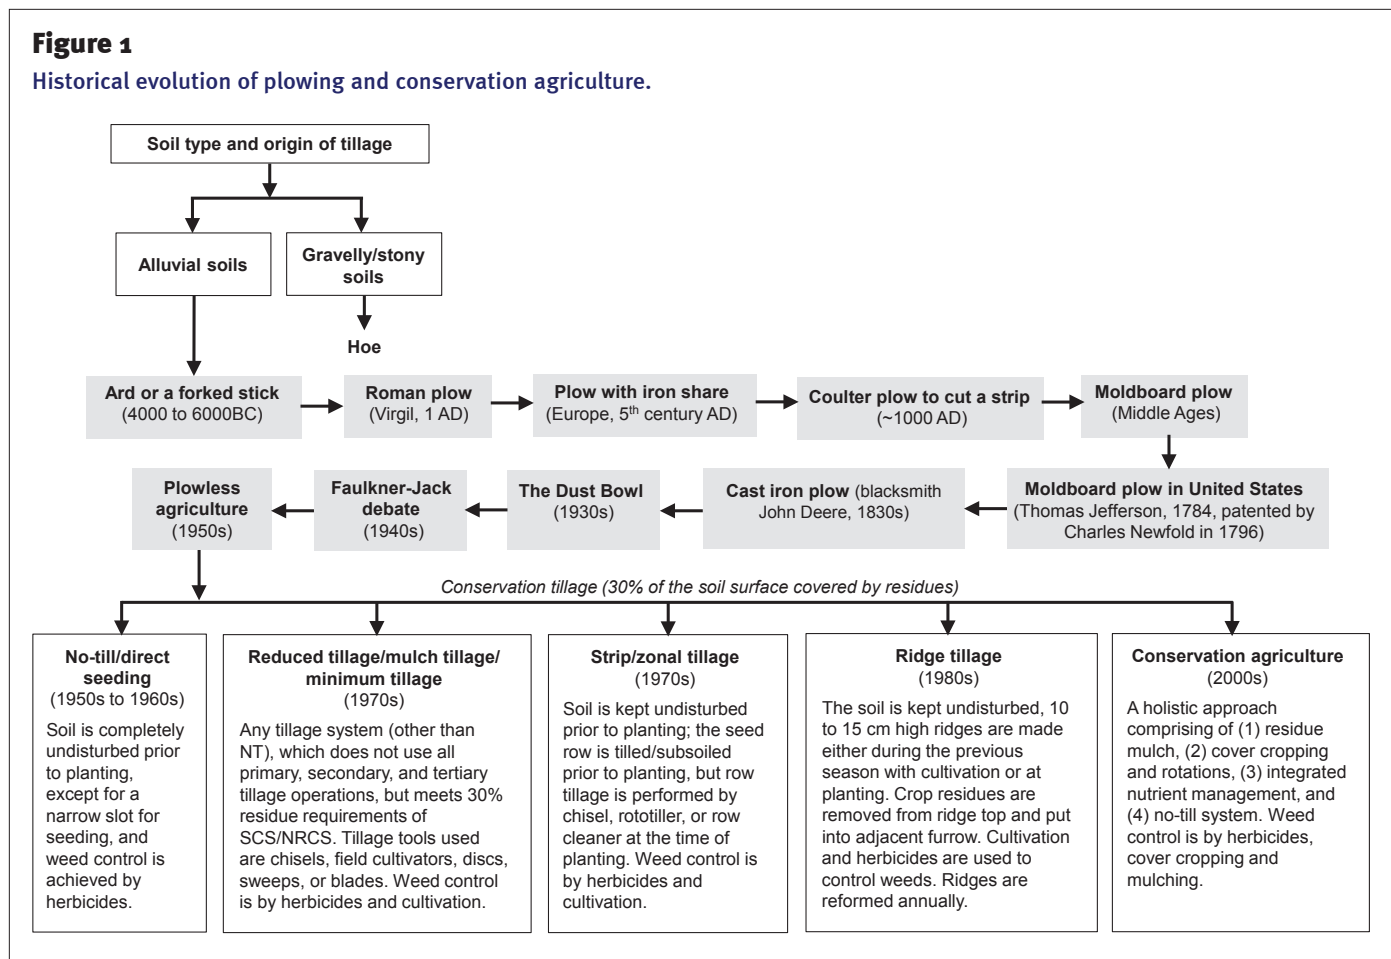 Figure 1
Historical evolution of plowing and conservation agriculture.
Soil type and origin of tillage
Alluvial soils
Gravelly/stony
soils
Hoe
Ard or a forked stick
(4000 to 6000BC)
Roman plow
(Virgil, 1 AD)
Plow with iron share
(Europe, 5th century AD)
Coulter plow to cut a strip
(~1000 AD)
Moldboard plow
(Middle Ages)
Moldboard plow in United States
(Thomas Jefferson, 1784, patented by
Charles Newfold in 1796)
Cast iron plow (blacksmith
John Deere, 1830s)
The Dust Bowl
(1930s)
Faulkner-Jack
debate
(1940s)
Plowless
agriculture
(1950s)
Conservation tillage (30% of the soil surface covered by residues)
No-till/direct
seeding
(1950s to 1960s)
Soil is completely
undisturbed prior
to planting,
except for a
narrow slot for
seeding, and
weed control is
achieved by
herbicides.
Reduced tillage/mulch tillage/
minimum tillage
(1970s)
Any tillage system (other than
NT), which does not use all
primary, secondary, and tertiary
tillage operations, but meets 30%
residue requirements of
SCS/NRCS. Tillage tools used
are chisels, field cultivators, discs,
sweeps, or blades. Weed control
is by herbicides and cultivation.
Strip/zonal tillage
(1970s)
Soil is kept undisturbed
prior to planting; the seed
row is tilled/subsoiled
prior to planting, but row
tillage is performed by
chisel, rototiller, or row
cleaner at the time of
planting. Weed control is
by herbicides and
cultivation.
Ridge tillage
(1980s)
The soil is kept undisturbed, 10
to 15 cm high ridges are made
either during the previous
season with cultivation or at
planting. Crop residues are
removed from ridge top and put
into adjacent furrow. Cultivation
and herbicides are used to
control weeds. Ridges are
reformed annually.
Conservation agriculture
(2000s)
A holistic approach
comprising of (1) residue
mulch, (2) cover cropping
and rotations, (3) integrated
nutrient management, and
(4) no-till system. Weed
control is by herbicides,
cover cropping and
mulching.